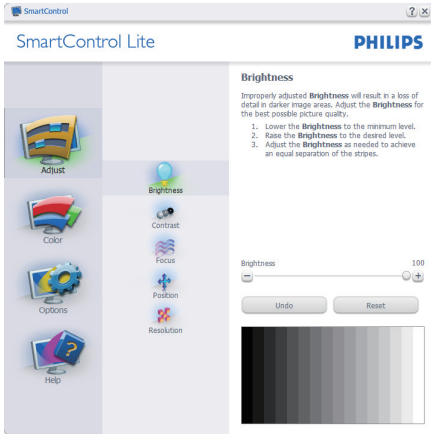 SmartControl
? ×
SmartControl Lite
PHILIPS
Adjust
Color
Options
Help
Brightness
Contrast
Focus
Position
Resolution
Brightness
Improperly adjusted Brightness will result in a loss of
detail in darker image areas. Adjust the Brightness for
the best possible picture quality.
1. Lower the Brightness to the minimum level.
2. Raise the Brightness to the desired level.
3. Adjust the Brightness as needed to achieve
an equal separation of the stripes.
Brightness 100
Undo Reset